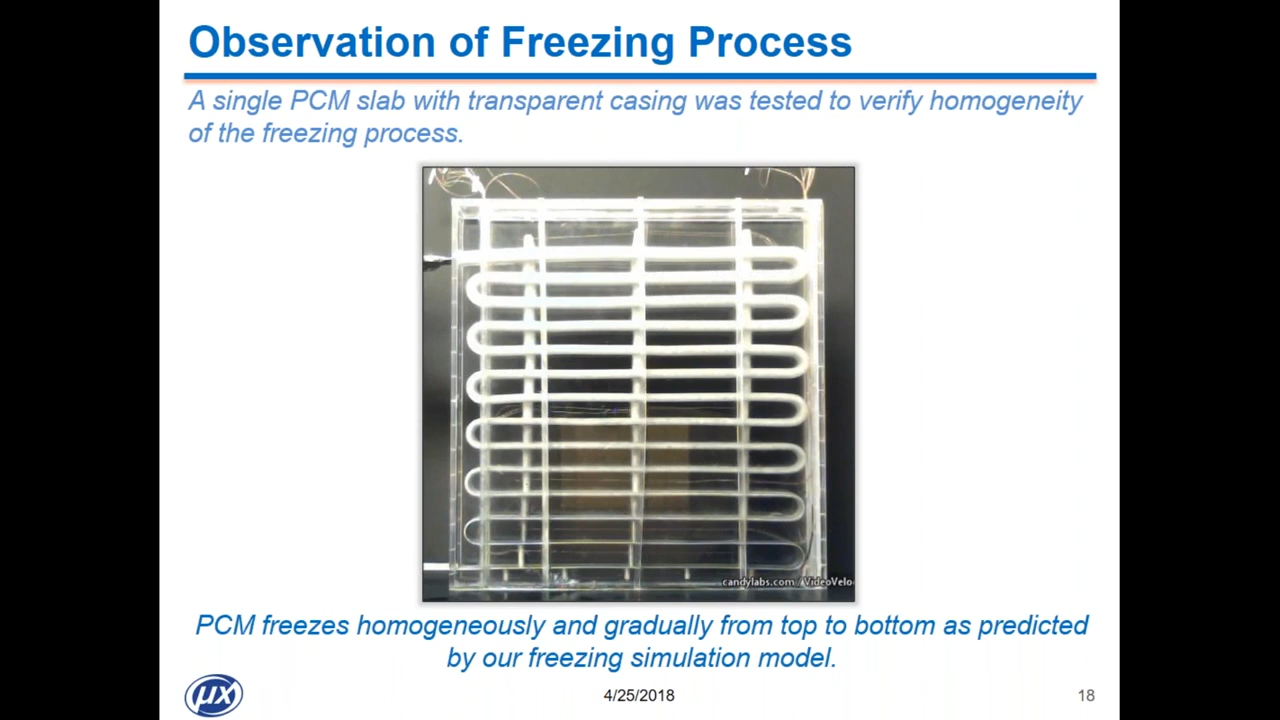 Observation of Freezing Process
A single PCM slab with transparent casing was tested to verify homogeneity
of the freezing process.
candylabs.com / VideoVelo
PCM freezes homogeneously and gradually from top to bottom as predicted
by our freezing simulation model.
μx
4/25/2018
18